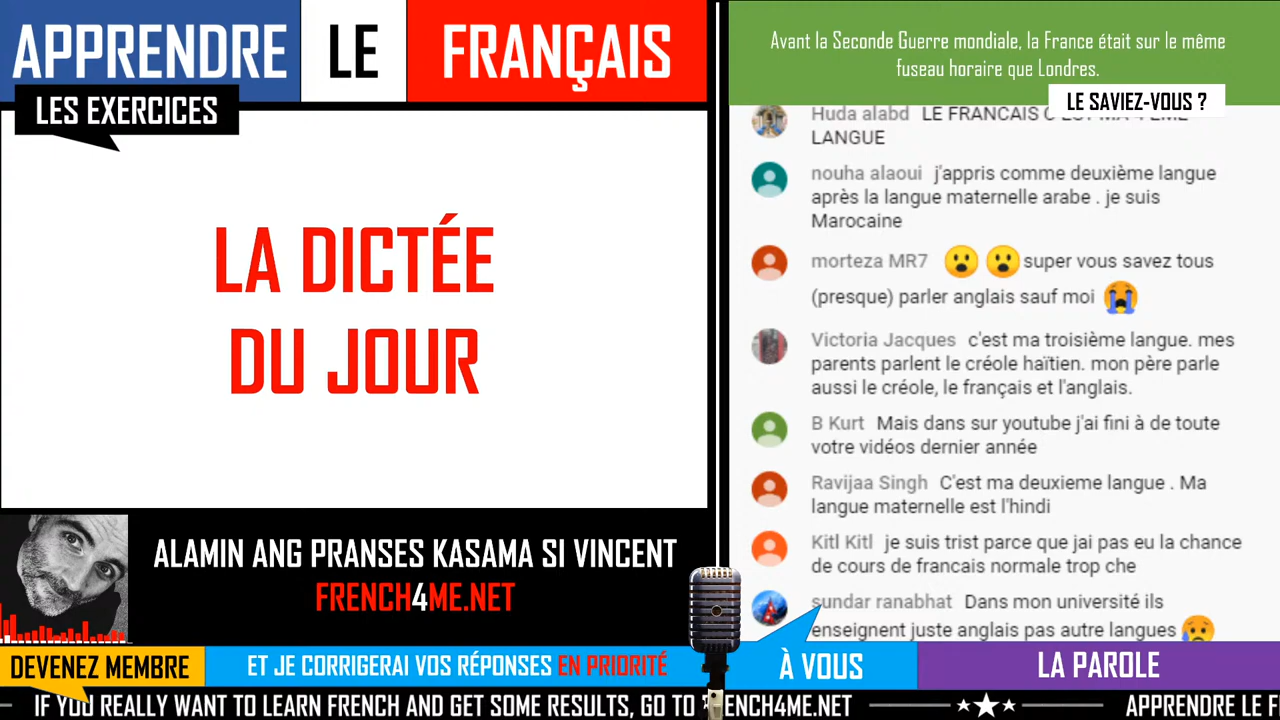 APPRENDRE LE FRANÇAIS
LES EXERCICES
LA DICTÉE
DU JOUR
ALAMIN ANG PRANSES KASAMA SI VINCENT
FRENCH4ME.NET
Avant la Seconde Guerre mondiale, la France était sur le même
fuseau horaire que Londres.
LE SAVIEZ-VOUS ?
Huda alabd LE FRANCAIS C'EST MA 4 EME
LANGUE
nouha alaoui j'appris comme deuxième langue
après la langue maternelle arabe . je suis
Marocaine
morteza MR7 😮 😮 super vous savez tous
(presque) parler anglais sauf moi 😭
Victoria Jacques c'est ma troisième langue. mes
parents parlent le créole haïtien. mon père parle
aussi le créole, le français et l'anglais.
B Kurt Mais dans sur youtube j'ai fini à de toute
votre vidéos dernier année
Ravijaa Singh C'est ma deuxieme langue . Ma
langue maternelle est l'hindi
Kitl Kitl je suis trist parce que jai pas eu la chance
de cours de francais normale trop che
sundar ranabhat Dans mon université ils
enseignent juste anglais pas autre langues 😥
DEVENEZ MEMBRE
ET JE CORRIGERAI VOS RÉPONSES EN PRIORITÉ
À VOUS
LA PAROLE
IF YOU REALLY WANT TO LEARN FRENCH AND GET SOME RESULTS, GO TO ENCH4ME.NET
APPRENDRE LE F